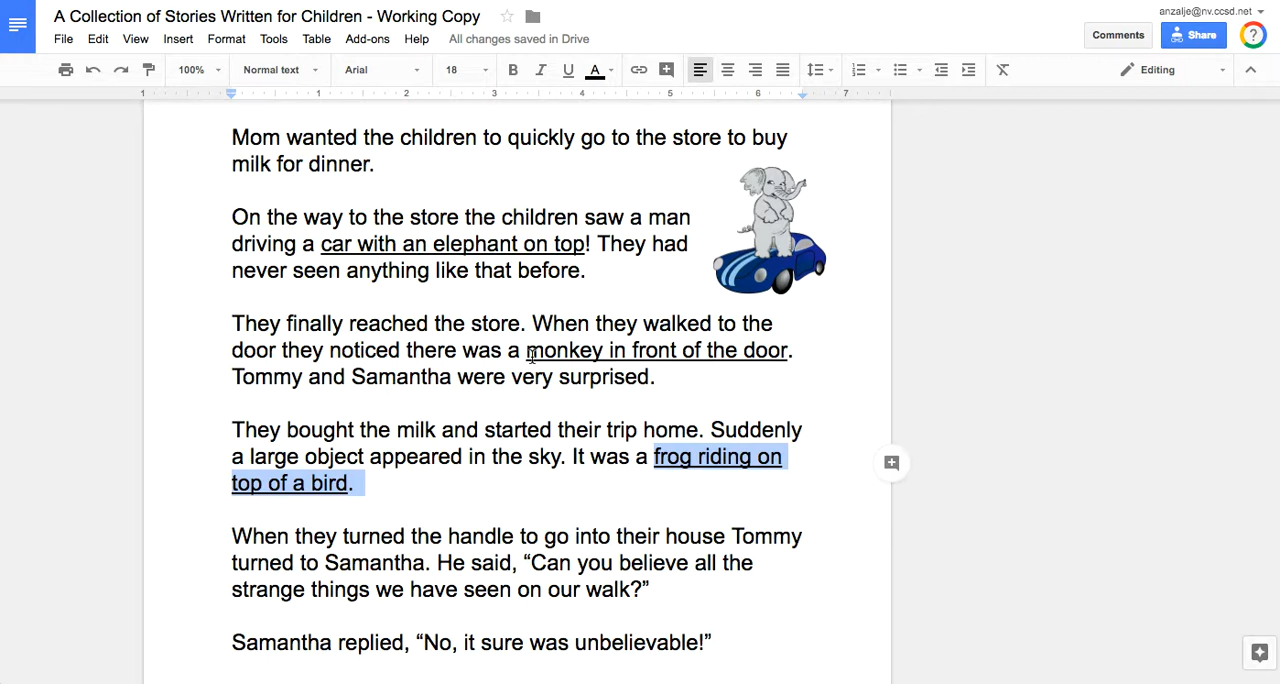 A Collection of Stories Written for Children - Working Copy
anzalje@nv.ccsd.net
File Edit View Insert Format Tools Table Add-ons Help All changes saved in Drive
Comments Share ?
100% Normal text Arial 18 B I U A Editing
1 1 2 3 4 5 6 7
Mom wanted the children to quickly go to the store to buy
milk for dinner.
On the way to the store the children saw a man
driving a car with an elephant on top! They had
never seen anything like that before.
They finally reached the store. When they walked to the
door they noticed there was a monkey in front of the door.
Tommy and Samantha were very surprised.
They bought the milk and started their trip home. Suddenly
a large object appeared in the sky. It was a frog riding on
top of a bird.
When they turned the handle to go into their house Tommy
turned to Samantha. He said, “Can you believe all the
strange things we have seen on our walk?”
Samantha replied, “No, it sure was unbelievable!”